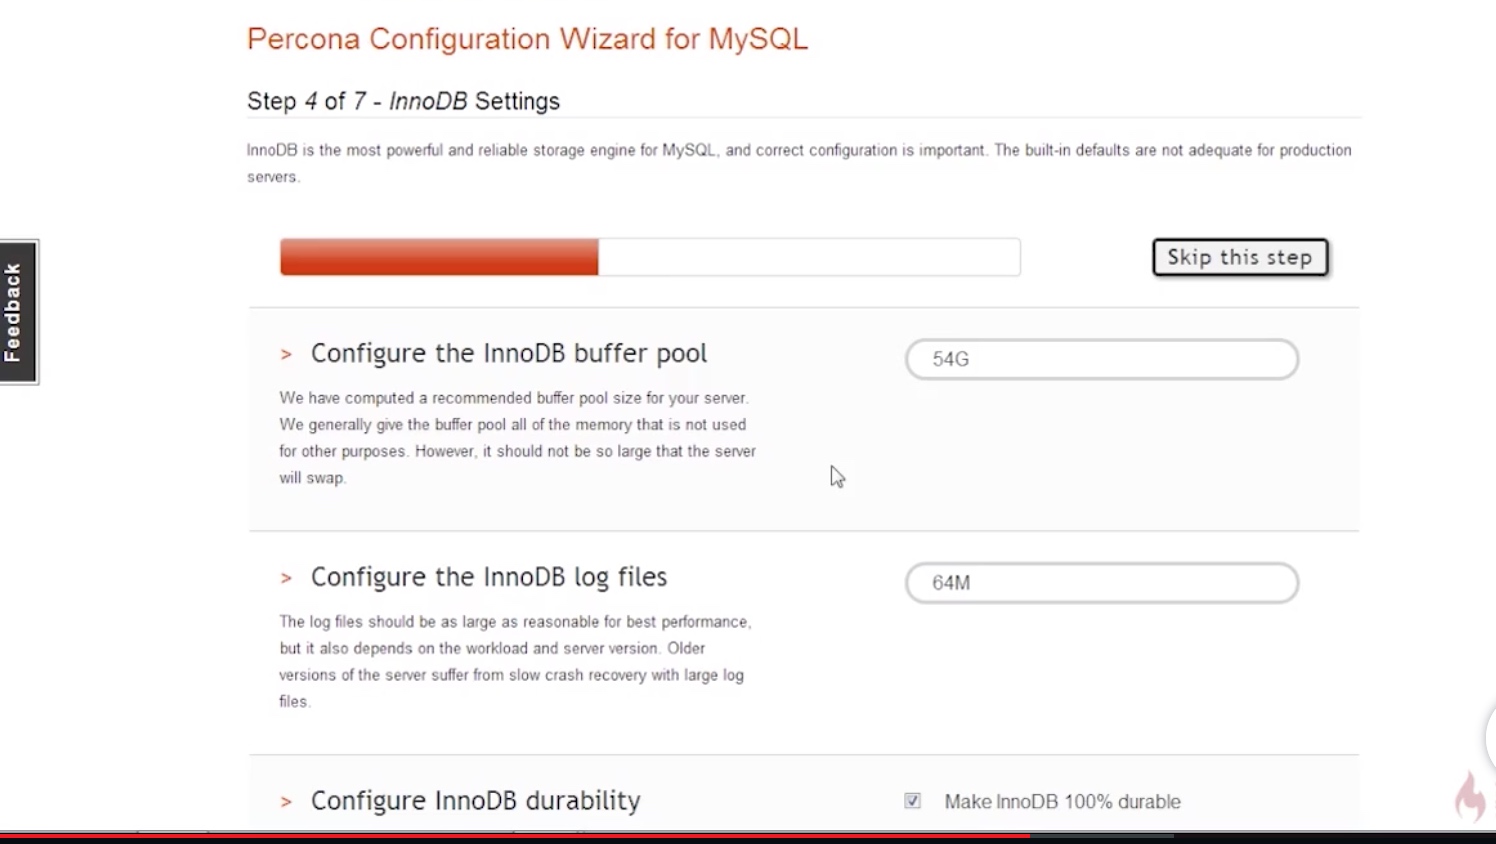 Percona Configuration Wizard for MySQL
Step 4 of 7 - InnoDB Settings
InnoDB is the most powerful and reliable storage engine for MySQL, and correct configuration is important. The built-in defaults are not adequate for production
servers.
Skip this step
Feedback
> Configure the InnoDB buffer pool
54G
We have computed a recommended buffer pool size for your server.
We generally give the buffer pool all of the memory that is not used
for other purposes. However, it should not be so large that the server
will swap.
> Configure the InnoDB log files
64M
The log files should be as large as reasonable for best performance,
but it also depends on the workload and server version. Older
versions of the server suffer from slow crash recovery with large log
files.
> Configure InnoDB durability
Make InnoDB 100% durable